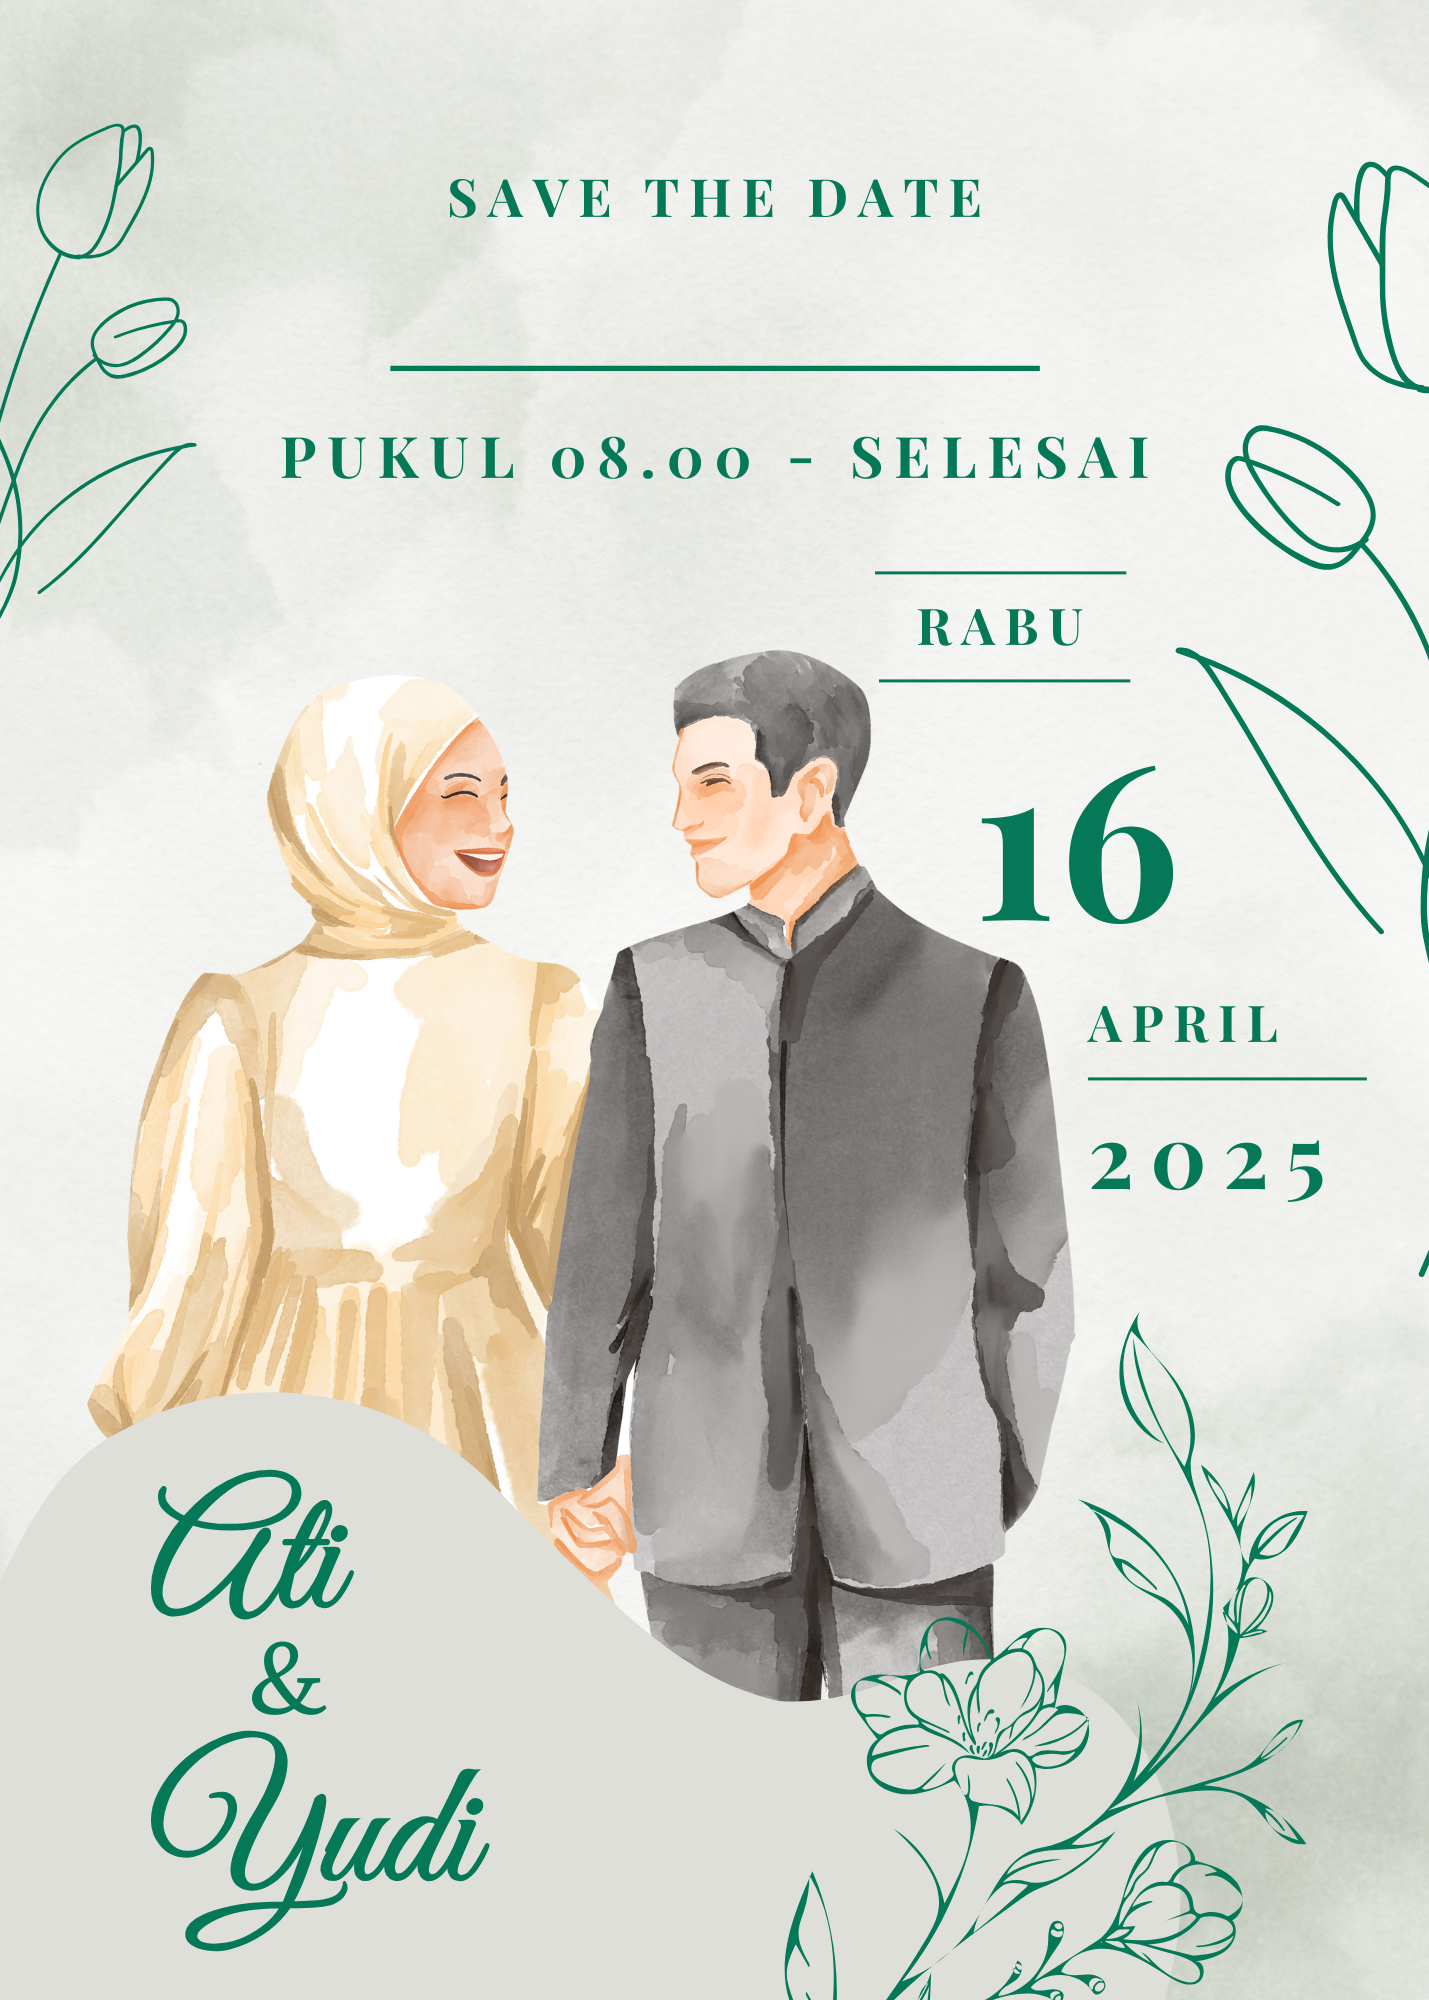 SAVE THE DATE
PUKUL 08.00 - SELESAI
RABU
16
APRIL
2025
Ati
&
Yudi